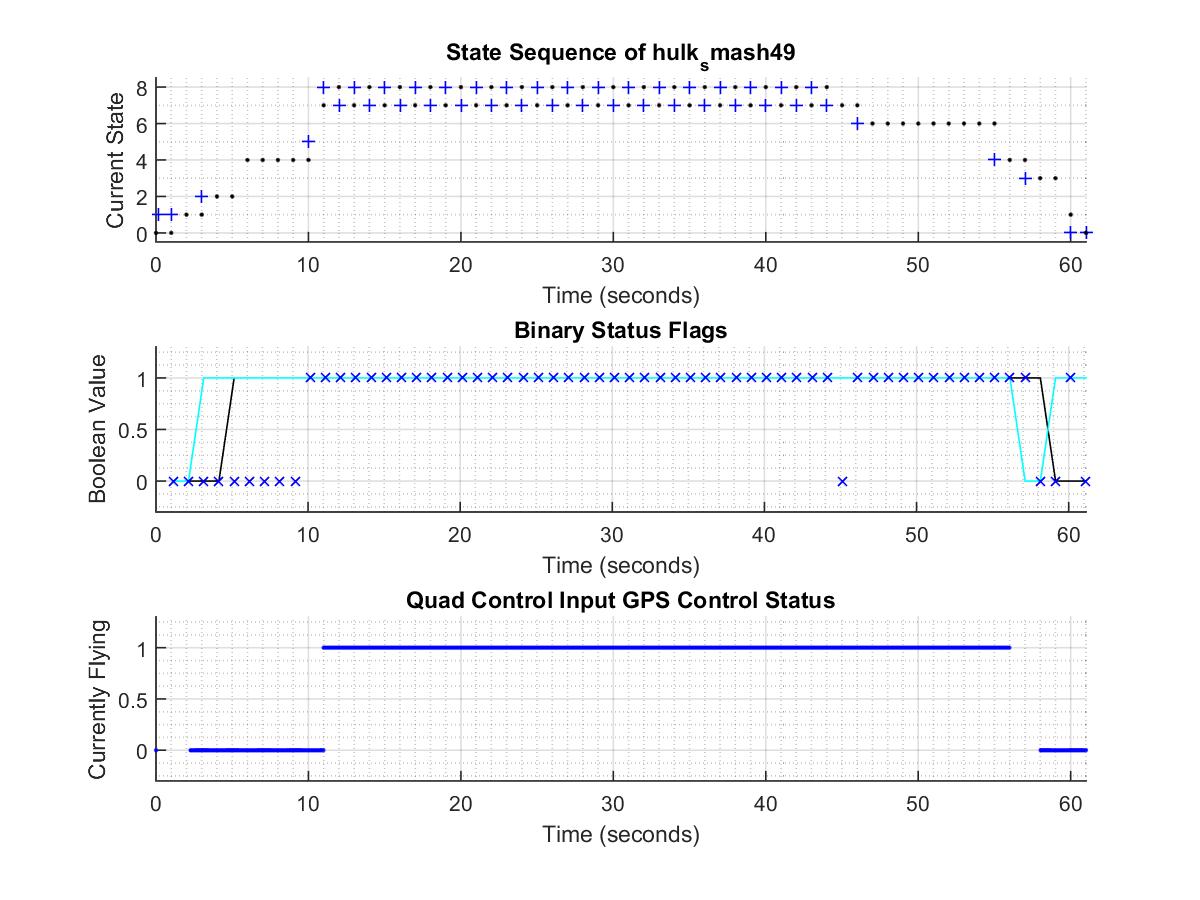 State Sequence of hulk_smash49
Current State
8
6
4
2
0
0 10 20 30 40 50 60
Time (seconds)
Binary Status Flags
Boolean Value
1
0.5
0
0 10 20 30 40 50 60
Time (seconds)
Quad Control Input GPS Control Status
Currently Flying
1
0.5
0
0 10 20 30 40 50 60
Time (seconds)